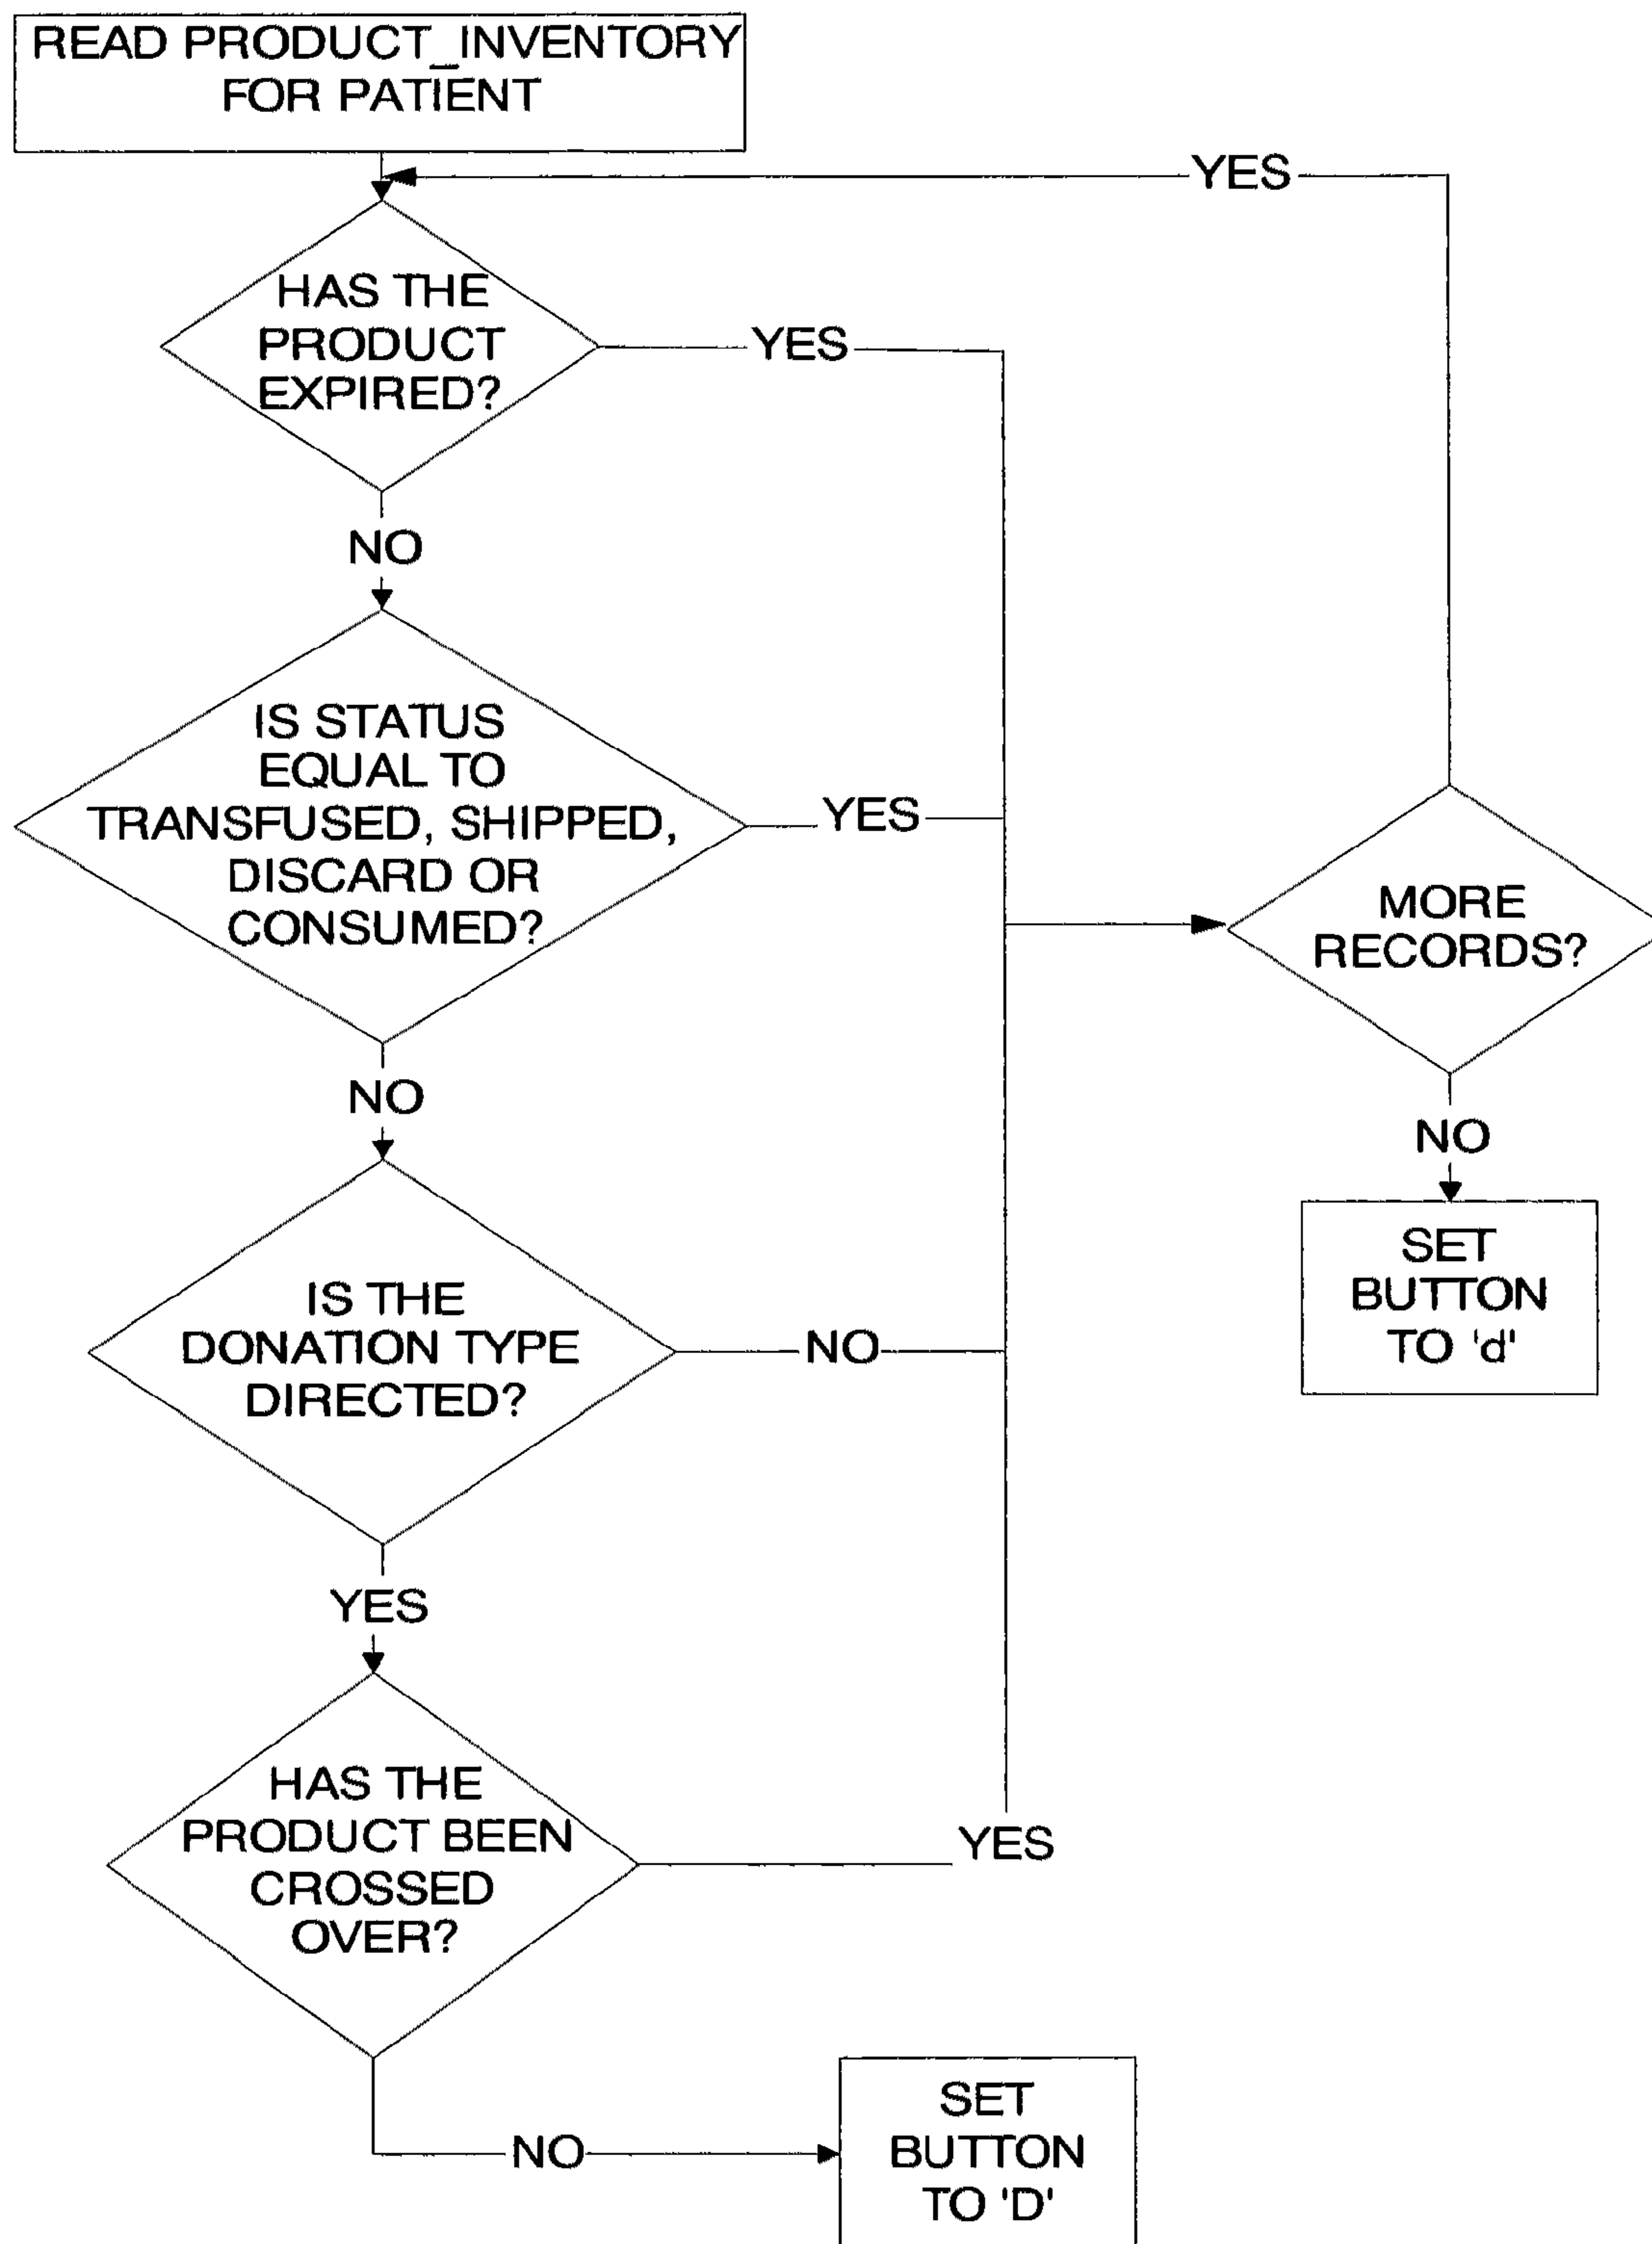 READ PRODUCT_INVENTORY
FOR PATIENT
YES
HAS THE
PRODUCT
EXPIRED?
YES
NO
IS STATUS
EQUAL TO
TRANSFUSED, SHIPPED,
DISCARD OR
CONSUMED?
YES
MORE
RECORDS?
NO
NO
SET
BUTTON
TO 'd'
IS THE
DONATION TYPE
DIRECTED?
NO
YES
HAS THE
PRODUCT BEEN
CROSSED
OVER?
YES
NO
SET
BUTTON
TO 'D'